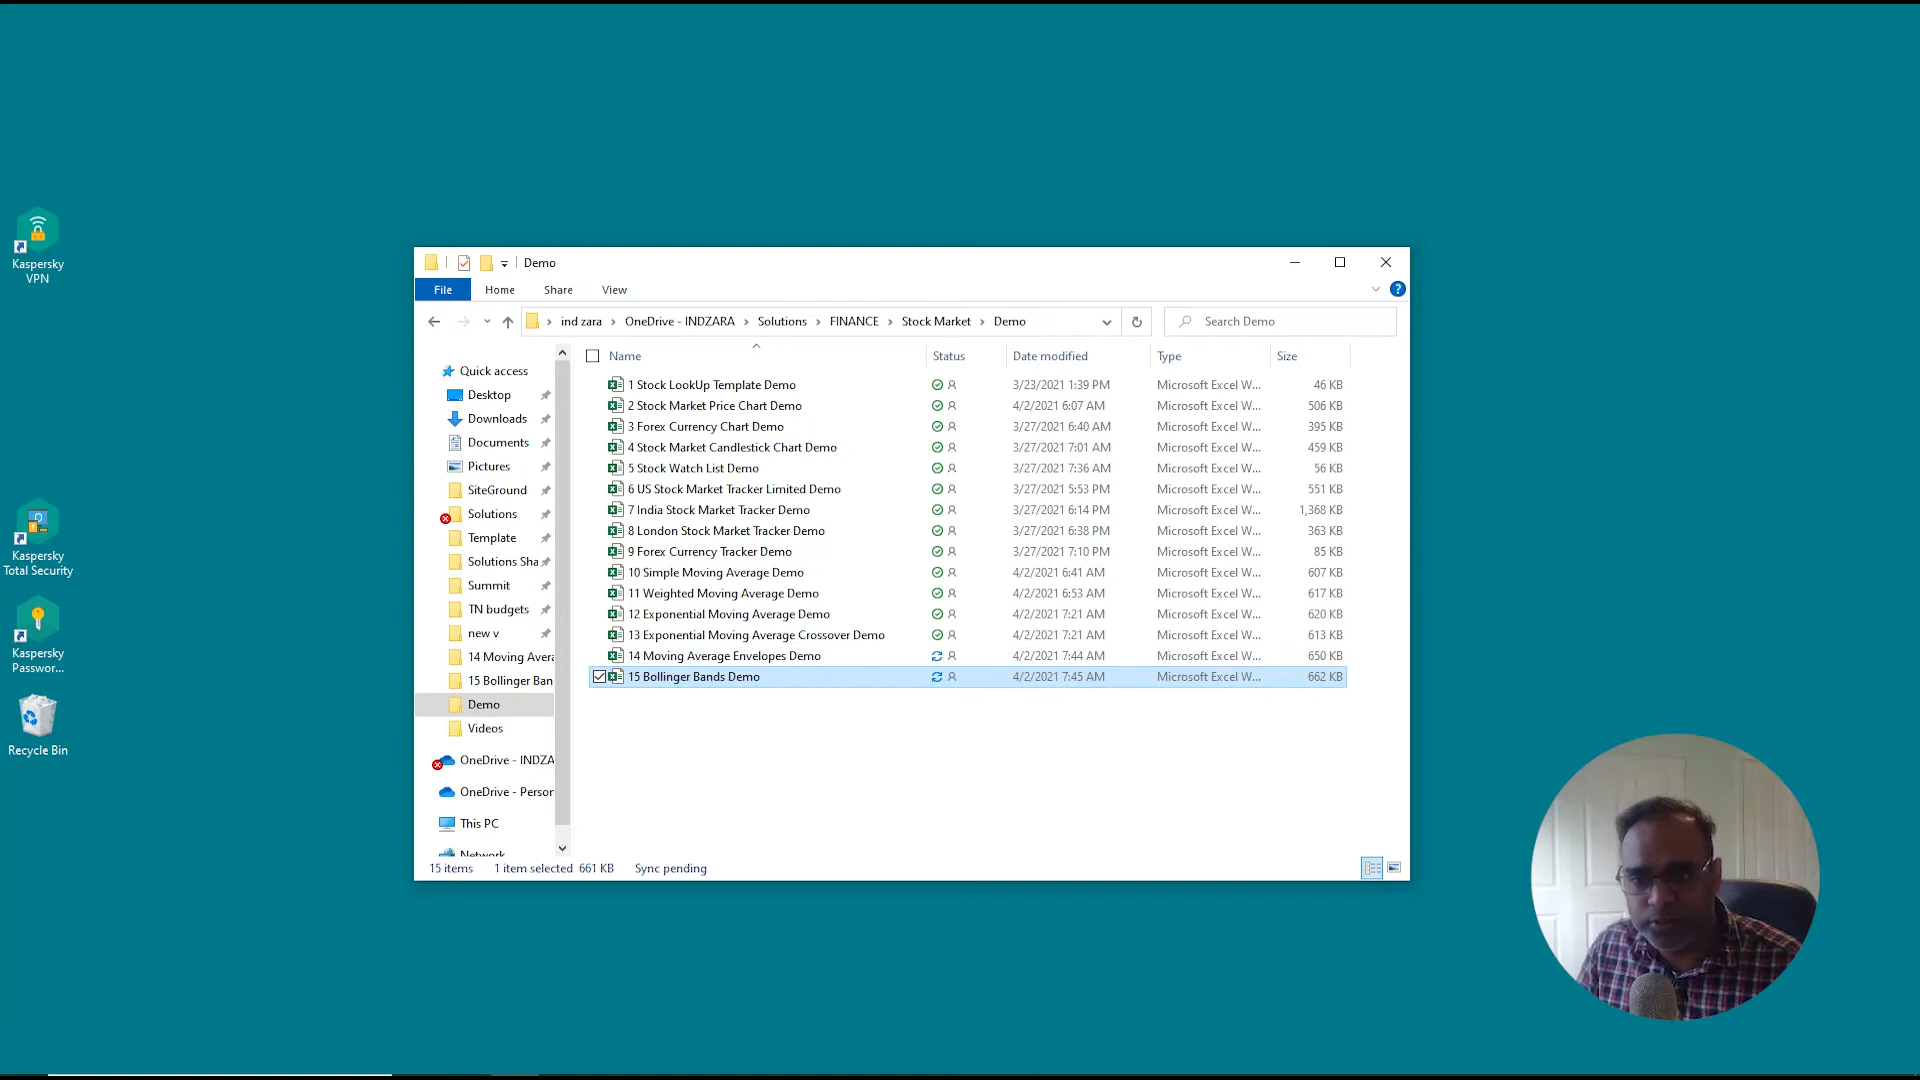 Demo
File Home Share View
ind zara OneDrive - INDZARA Solutions FINANCE Stock Market Demo
Search Demo
Name Status Date modified Type Size
1 Stock LookUp Template Demo 3/23/2021 1:39 PM Microsoft Excel W... 46 KB
2 Stock Market Price Chart Demo 4/2/2021 6:07 AM Microsoft Excel W... 506 KB
3 Forex Currency Chart Demo 3/27/2021 6:40 AM Microsoft Excel W... 395 KB
4 Stock Market Candlestick Chart Demo 3/27/2021 7:01 AM Microsoft Excel W... 459 KB
5 Stock Watch List Demo 3/27/2021 7:36 AM Microsoft Excel W... 56 KB
6 US Stock Market Tracker Limited Demo 3/27/2021 5:53 PM Microsoft Excel W... 551 KB
7 India Stock Market Tracker Demo 3/27/2021 6:14 PM Microsoft Excel W... 1,368 KB
8 London Stock Market Tracker Demo 3/27/2021 6:38 PM Microsoft Excel W... 363 KB
9 Forex Currency Tracker Demo 3/27/2021 7:10 PM Microsoft Excel W... 85 KB
10 Simple Moving Average Demo 4/2/2021 6:41 AM Microsoft Excel W... 607 KB
11 Weighted Moving Average Demo 4/2/2021 6:53 AM Microsoft Excel W... 617 KB
12 Exponential Moving Average Demo 4/2/2021 7:21 AM Microsoft Excel W... 620 KB
13 Exponential Moving Average Crossover Demo 4/2/2021 7:21 AM Microsoft Excel W... 613 KB
14 Moving Average Envelopes Demo 4/2/2021 7:44 AM Microsoft Excel W... 650 KB
15 Bollinger Bands Demo 4/2/2021 7:45 AM Microsoft Excel W... 662 KB
Quick access
Desktop
Downloads
Documents
Pictures
SiteGround
Solutions
Template
Solutions Sha
Summit
TN budgets
new v
14 Moving Avera
15 Bollinger Ban
Demo
Videos
OneDrive - INDZA
OneDrive - Person
This PC
Network
15 items 1 item selected 661 KB Sync pending
Kaspersky
VPN
Kaspersky
Total Security
Kaspersky
Passwor...
Recycle Bin